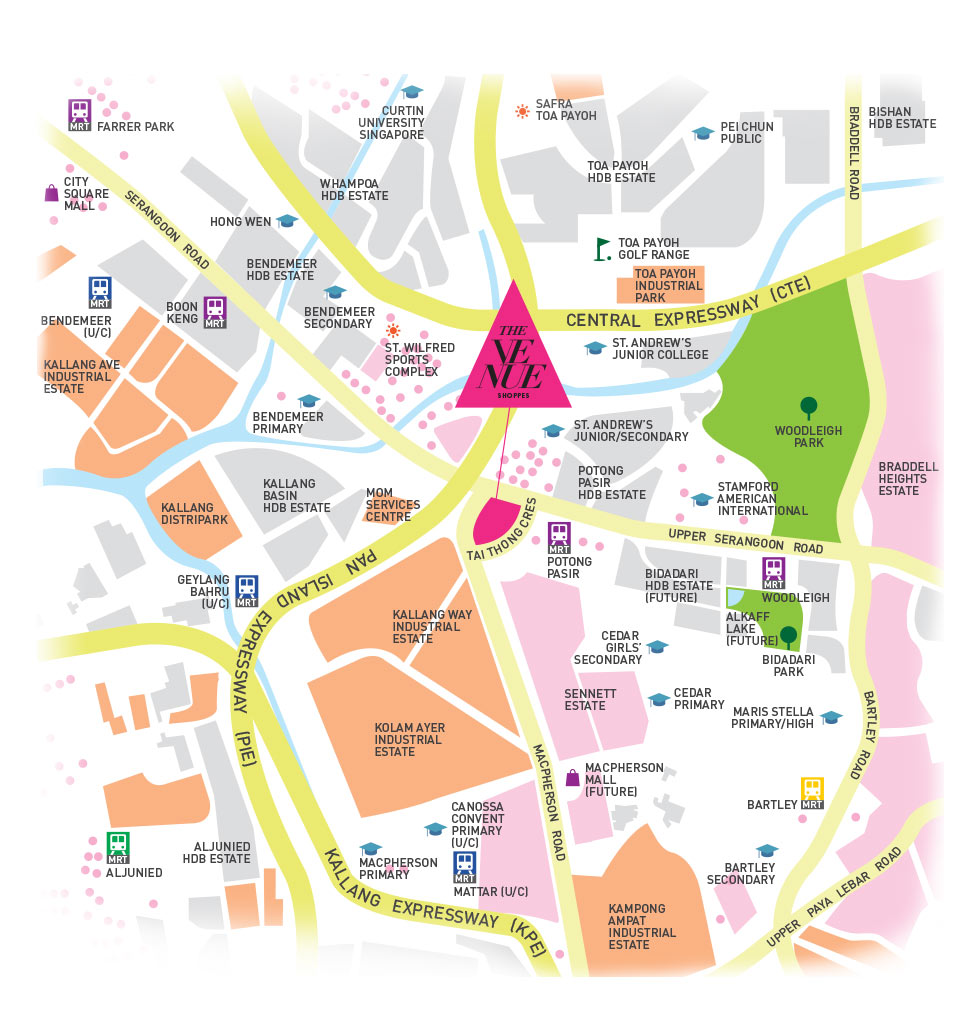 SAFRA
TOA PAYOH
CURTIN
UNIVERSITY
SINGAPORE
MRT
FARRER PARK
PEI CHUN
PUBLIC
BRADDELL ROAD
BISHAN
HDB ESTATE
CITY
SQUARE
MALL
SERANGOON ROAD
WHAMPOA
HDB ESTATE
TOA PAYOH
HDB ESTATE
HONG WEN
TOA PAYOH
GOLF RANGE
BENDEMEER
HDB ESTATE
TOA PAYOH
INDUSTRIAL
PARK
MRT
BENDEMEER
(U/C)
BOON
KENG
MRT
BENDEMEER
SECONDARY
CENTRAL EXPRESSWAY (CTE)
THE
VE
NUE
SHOPPES
ST. WILFRED
SPORTS
COMPLEX
ST. ANDREW'S
JUNIOR COLLEGE
KALLANG AVE
INDUSTRIAL
ESTATE
BENDEMEER
PRIMARY
ST. ANDREW'S
JUNIOR/SECONDARY
WOODLEIGH
PARK
BRADDELL
HEIGHTS
ESTATE
POTONG
PASIR
HDB ESTATE
KALLANG
BASIN
HDB ESTATE
MOM
SERVICES
CENTRE
STAMFORD
AMERICAN
INTERNATIONAL
KALLANG
DISTRIPARK
TAI THONG CRES
MRT
POTONG
PASIR
UPPER SERANGOON ROAD
PAN ISLAND EXPRESSWAY (PIE)
GEYLANG
BAHRU
(U/C)
MRT
BIDADARI
HDB ESTATE
(FUTURE)
MRT
WOODLEIGH
ALKAFF
LAKE
(FUTURE)
BIDADARI
PARK
KALLANG WAY
INDUSTRIAL
ESTATE
CEDAR
GIRLS'
SECONDARY
SENNETT
ESTATE
CEDAR
PRIMARY
MARIS STELLA
PRIMARY/HIGH
BARTLEY ROAD
KOLAM AYER
INDUSTRIAL
ESTATE
MACPHERSON ROAD
MACPHERSON
MALL
(FUTURE)
BARTLEY
MRT
CANOSSA
CONVENT
PRIMARY
(U/C)
MRT
ALJUNIED
ALJUNIED
HDB ESTATE
MACPHERSON
PRIMARY
MRT
MATTAR (U/C)
BARTLEY
SECONDARY
UPPER PAYA LEBAR ROAD
KALLANG EXPRESSWAY (KPE)
KAMPONG
AMPAT
INDUSTRIAL
ESTATE